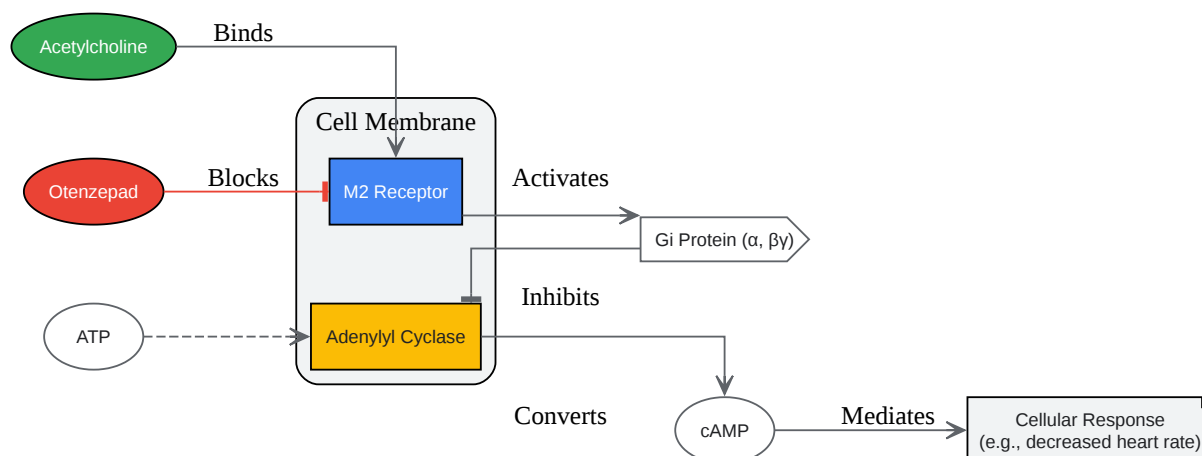 Acetylcholine
Binds
Cell Membrane
Otenzepad
Blocks
M2 Receptor
Activates
Gi Protein (α, βγ)
Inhibits
ATP
Adenylyl Cyclase
Converts
cAMP
Mediates
Cellular Response
(e.g., decreased heart rate)